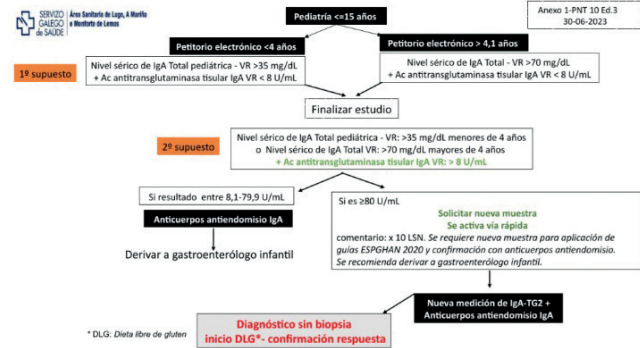 SERVIZO
GALEGO
de SAÚDE
Área Sanitaria de Lugo, A Mariña
e Monforte de Lemos
Anexo 1-PNT 10 Ed.3
30-06-2023
Pediatría <=15 años
Petitorio electrónico <4 años
Petitorio electrónico > 4,1 años
1º supuesto
Nivel sérico de IgA Total pediátrica - VR >35 mg/dL
+ Ac antitransglutaminasa tisular IgA VR < 8 U/mL
Nivel sérico de IgA Total - VR >70 mg/dL
+ Ac antitransglutaminasa tisular IgA VR < 8 U/mL
Finalizar estudio
2º supuesto
Nivel sérico de IgA Total pediátrica - VR: >35 mg/dL menores de 4 años
o Nivel sérico de IgA Total VR: >70 mg/dL mayores de 4 años
+ Ac antitransglutaminasa tisular IgA VR: > 8 U/mL
Si resultado entre 8,1-79,9 U/mL
Anticuerpos antiendomisio IgA
Derivar a gastroenterólogo infantil
Si es ≥80 U/mL
Solicitar nueva muestra
Se activa vía rápida
comentario: x 10 LSN. Se requiere nueva muestra para aplicación de
guías ESPGHAN 2020 y confirmación con anticuerpos antiendomisio.
Se recomienda derivar a gastroenterólogo infantil.
Nueva medición de IgA-TG2 +
Anticuerpos antiendomisio IgA
Diagnóstico sin biopsia
inicio DLG*- confirmación respuesta
* DLG: Dieta libre de gluten